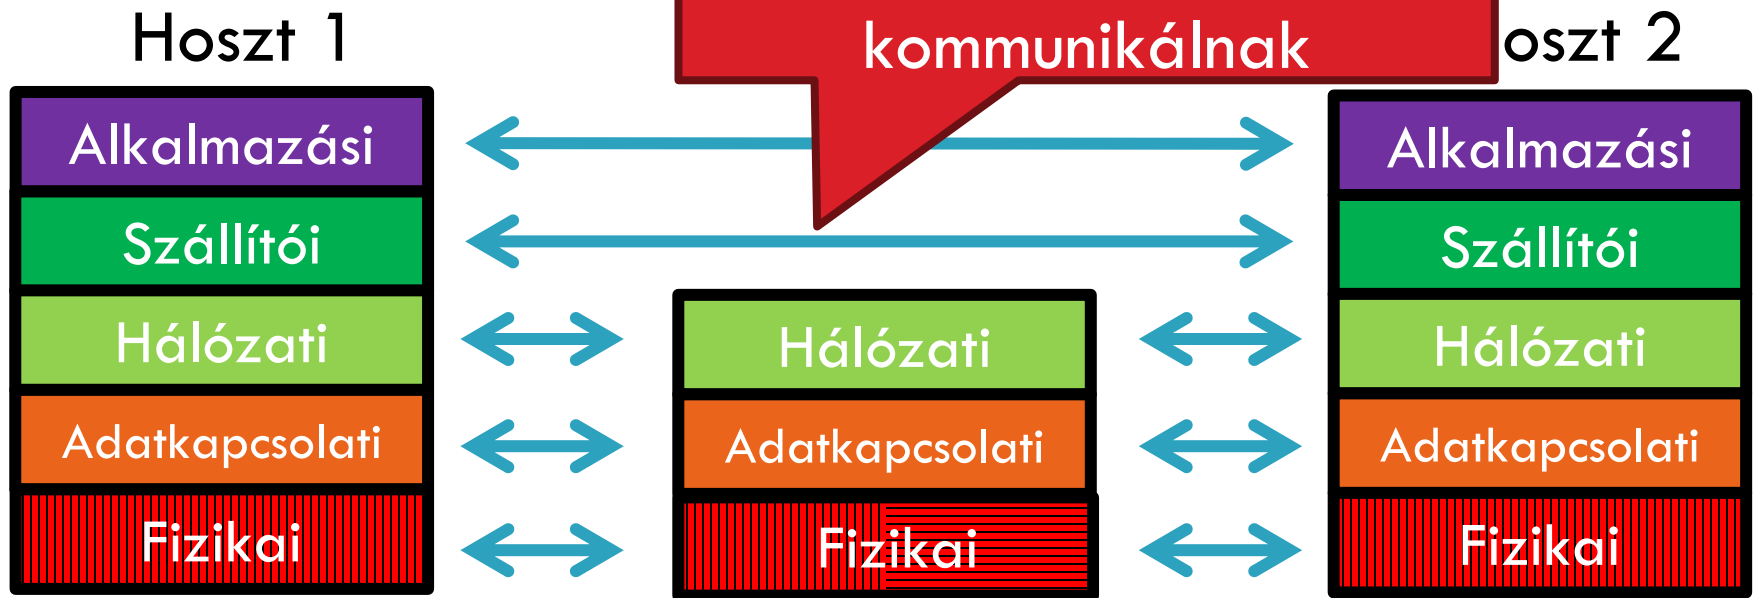 Hoszt 1
kommunikálnak
oszt 2
Alkalmazási
Szállítói
Hálózati
Adatkapcsolati
Fizikai
Hálózati
Adatkapcsolati
Fizikai
Alkalmazási
Szállítói
Hálózati
Adatkapcsolati
Fizikai